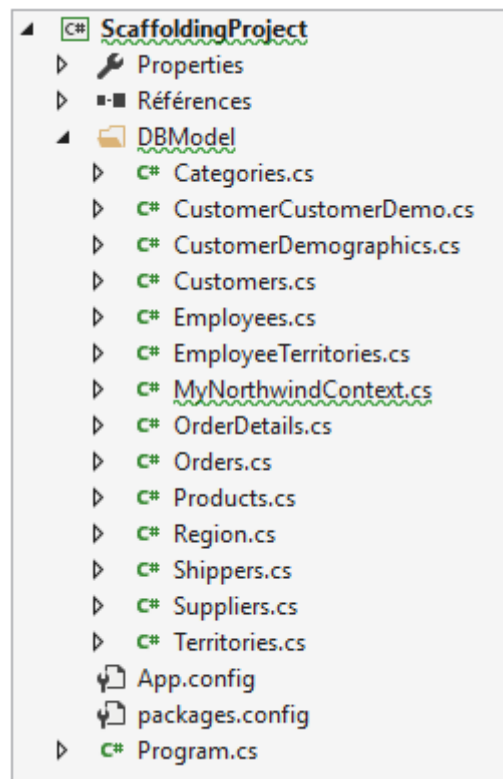 C# ScaffoldingProject
Properties
Références
DBModel
C# Categories.cs
C# CustomerCustomerDemo.cs
C# CustomerDemographics.cs
C# Customers.cs
C# Employees.cs
C# EmployeeTerritories.cs
C# MyNorthwindContext.cs
C# OrderDetails.cs
C# Orders.cs
C# Products.cs
C# Region.cs
C# Shippers.cs
C# Suppliers.cs
C# Territories.cs
App.config
packages.config
C# Program.cs